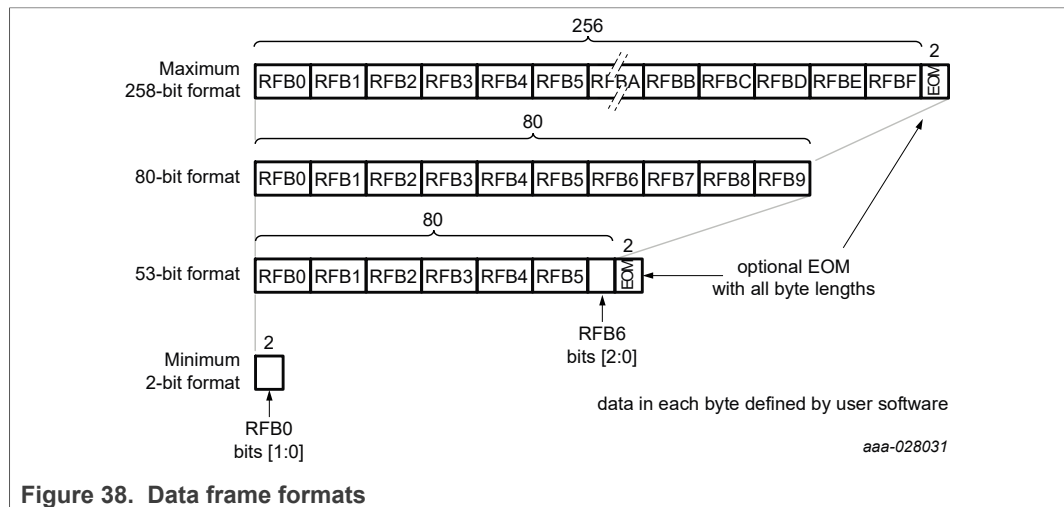 256
2
Maximum
258-bit format
RFB0 RFB1 RFB2 RFB3 RFB4 RFB5 RFBA RFBB RFBC RFBD RFBE RFBF EOM
80
80-bit format
RFB0 RFB1 RFB2 RFB3 RFB4 RFB5 RFB6 RFB7 RFB8 RFB9
80
2
53-bit format
RFB0 RFB1 RFB2 RFB3 RFB4 RFB5 EOM
optional EOM
with all byte lengths
RFB6
bits [2:0]
2
Minimum
2-bit format
RFB0
bits [1:0]
data in each byte defined by user software
aaa-028031
Figure 38. Data frame formats